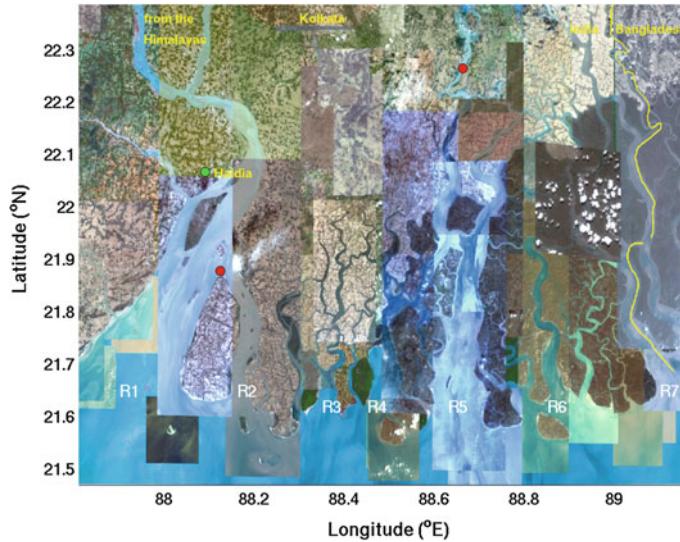 from the
Himalayas
Kolkata
India
Banglades
Haldia
R1
R2
R3
R4
R5
R6
R7
Latitude (°N)
22.3
22.2
22.1
22
21.9
21.8
21.7
21.6
21.5
88
88.2
88.4
88.6
88.8
89
Longitude (°E)